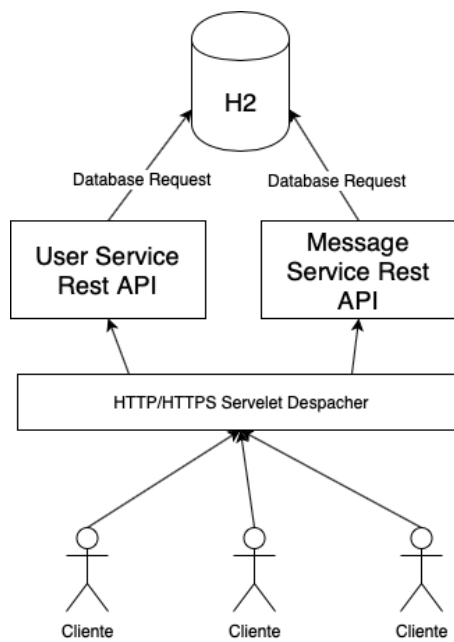 H2
Database Request
Database Request
User Service
Rest API
Message
Service Rest
API
HTTP/HTTPS Servelet Despacher
Cliente
Cliente
Cliente